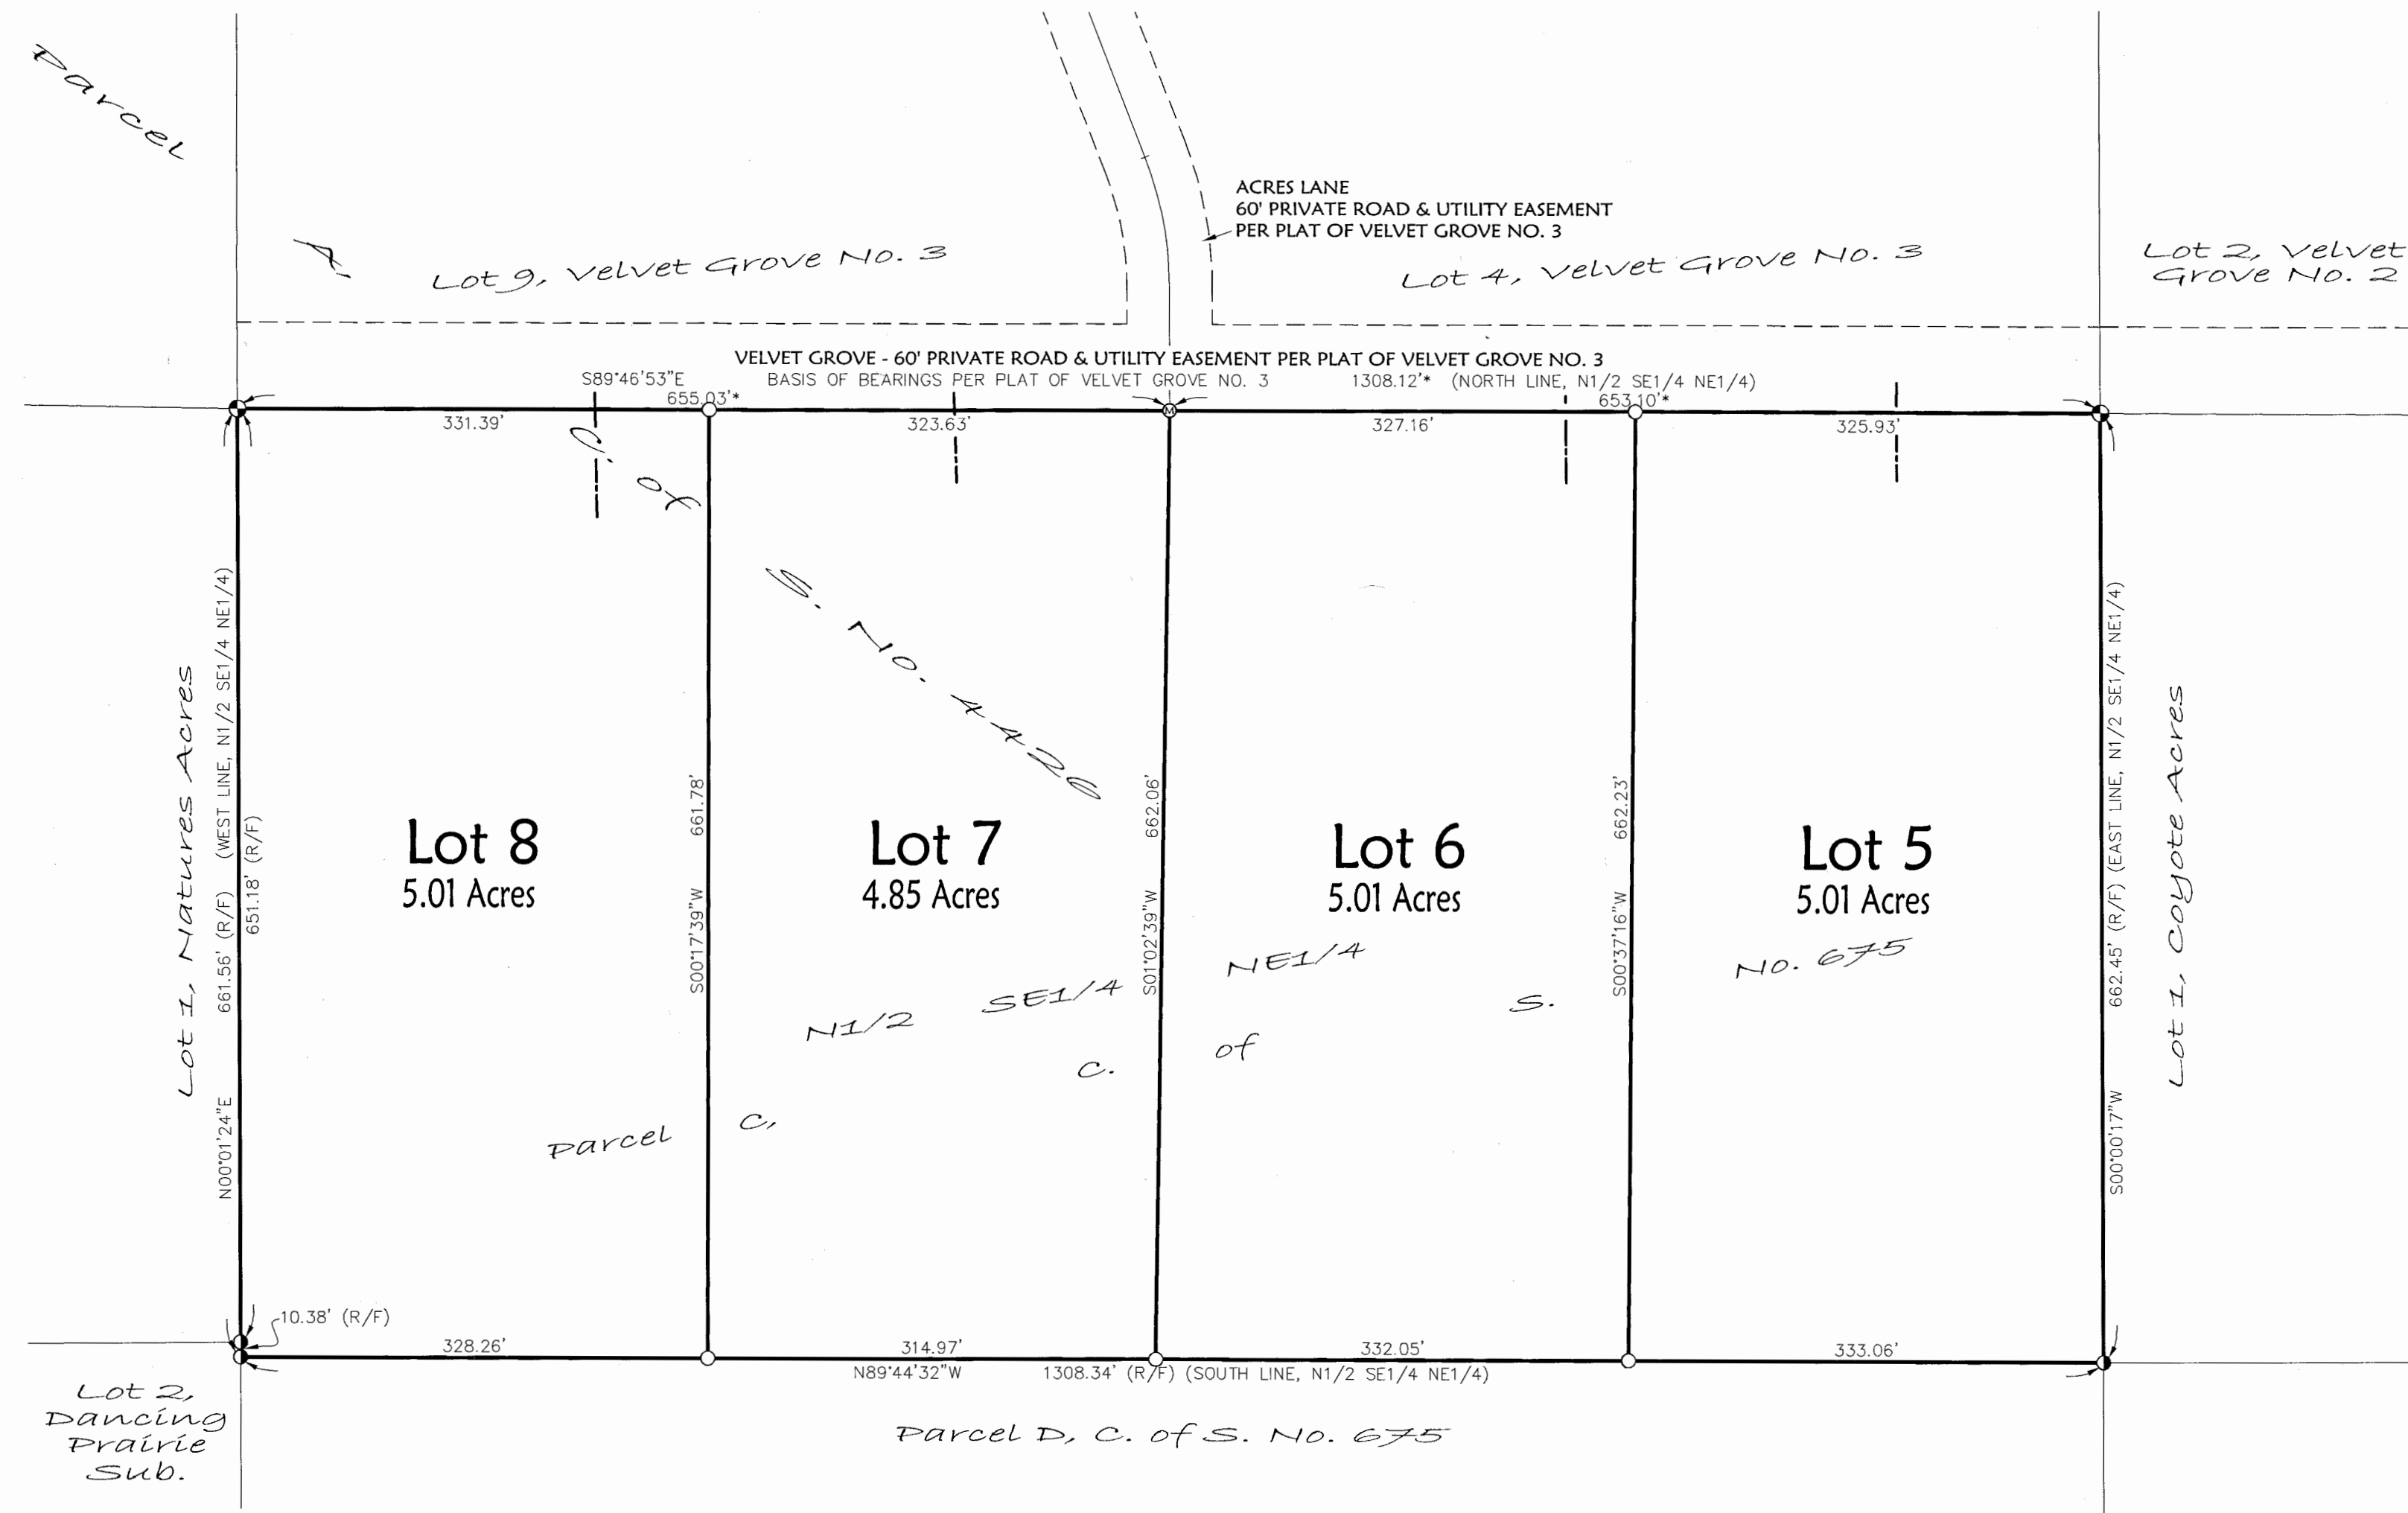 Parcel
A
ACRES LANE
60' PRIVATE ROAD & UTILITY EASEMENT
PER PLAT OF VELVET GROVE NO. 3
Lot 9, Velvet Grove No. 3
Lot 4, Velvet Grove No. 3
Lot 2, Velvet
Grove No. 2
VELVET GROVE - 60' PRIVATE ROAD & UTILITY EASEMENT PER PLAT OF VELVET GROVE NO. 3
S89°46'53"E BASIS OF BEARINGS PER PLAT OF VELVET GROVE NO. 3 1308.12'* (NORTH LINE, N1/2 SE1/4 NE1/4)
655.03'*
M
653.10'*
331.39'
323.63'
327.16'
325.93'
C. of
S. No. 4426
Lot 1, Natures Acres
N00°01'24"E 661.56' (R/F) (WEST LINE, N1/2 SE1/4 NE1/4)
651.18' (R/F)
Lot 8
5.01 Acres
S00°17'39"W 661.78'
Lot 7
4.85 Acres
S01°02'39"W 662.06'
Lot 6
5.01 Acres
S00°37'16"W 662.23'
Lot 5
5.01 Acres
S00°00'17"W 662.45' (R/F) (EAST LINE, N1/2 SE1/4 NE1/4)
Lot 1, Coyote Acres
N1/2 SE1/4 NE1/4
Parcel C, C. of S. No. 675
10.38' (R/F)
328.26'
314.97'
332.05'
333.06'
N89°44'32"W 1308.34' (R/F) (SOUTH LINE, N1/2 SE1/4 NE1/4)
Lot 2,
Dancing
Prairie
Sub.
Parcel D, C. of S. No. 675